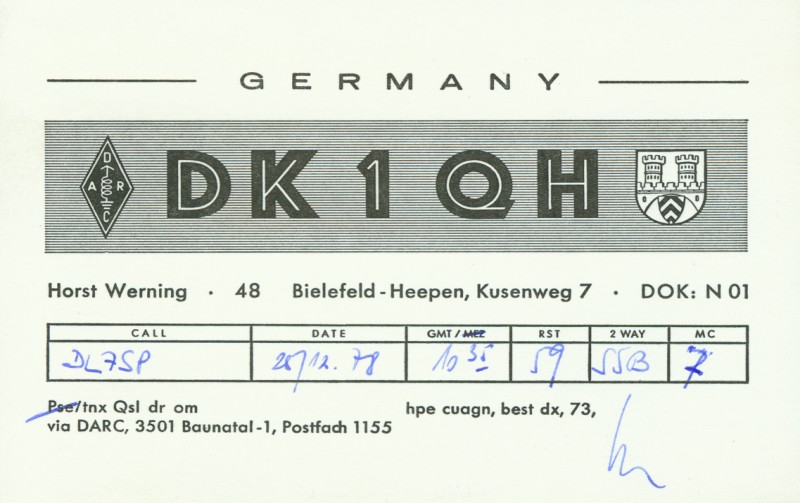 GERMANY
DARC DK1QH
Horst Werning · 48 Bielefeld-Heepen, Kusenweg 7 · DOK: N 01
CALL DATE GMT/MEZ RST 2 WAY MC
DL7SP 25/12.78 10 35 59 SSB 7
Pse/tnx Qsl dr om hpe cuagn, best dx, 73,
via DARC, 3501 Baunatal-1, Postfach 1155